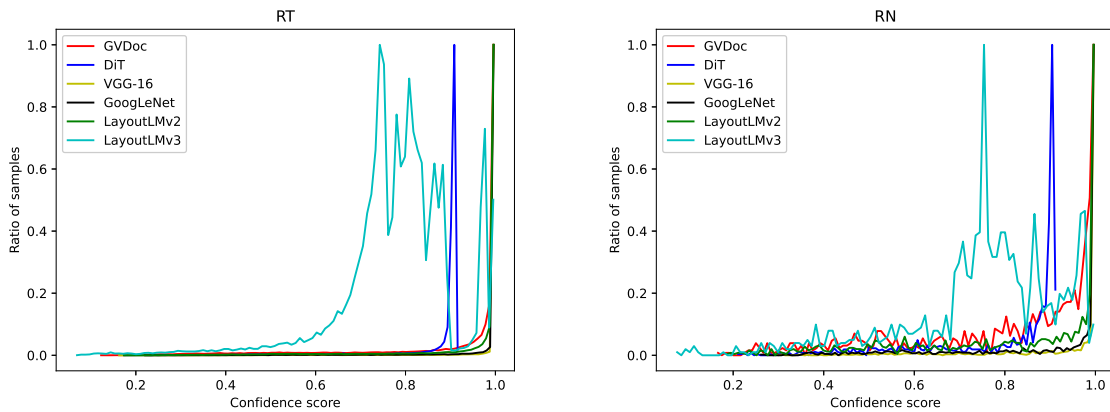 RT
Ratio of samples
1.0
0.8
0.6
0.4
0.2
0.0
GVDoc
DiT
VGG-16
GoogLeNet
LayoutLMv2
LayoutLMv3
0.2 0.4 0.6 0.8 1.0
Confidence score
RN
Ratio of samples
1.0
0.8
0.6
0.4
0.2
0.0
GVDoc
DiT
VGG-16
GoogLeNet
LayoutLMv2
LayoutLMv3
0.2 0.4 0.6 0.8 1.0
Confidence score